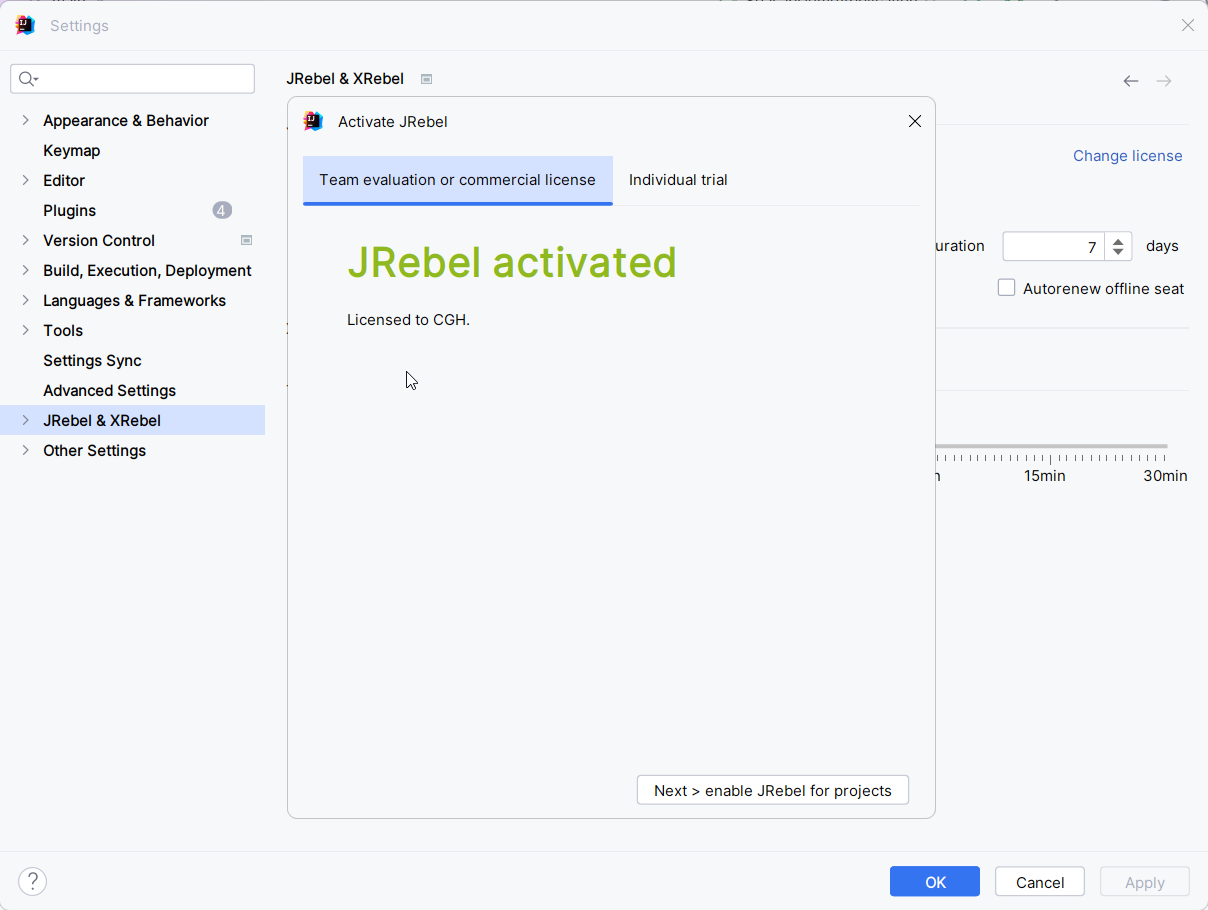 Settings
JRebel & XRebel
Appearance & Behavior
Keymap
Editor
Plugins 4
Version Control
Build, Execution, Deployment
Languages & Frameworks
Tools
Settings Sync
Advanced Settings
JRebel & XRebel
Other Settings
Activate JRebel
Team evaluation or commercial license Individual trial
JRebel activated
Licensed to CGH.
Next > enable JRebel for projects
Change license
uration 7 days
Autorenew offline seat
15min 30min
? OK Cancel Apply